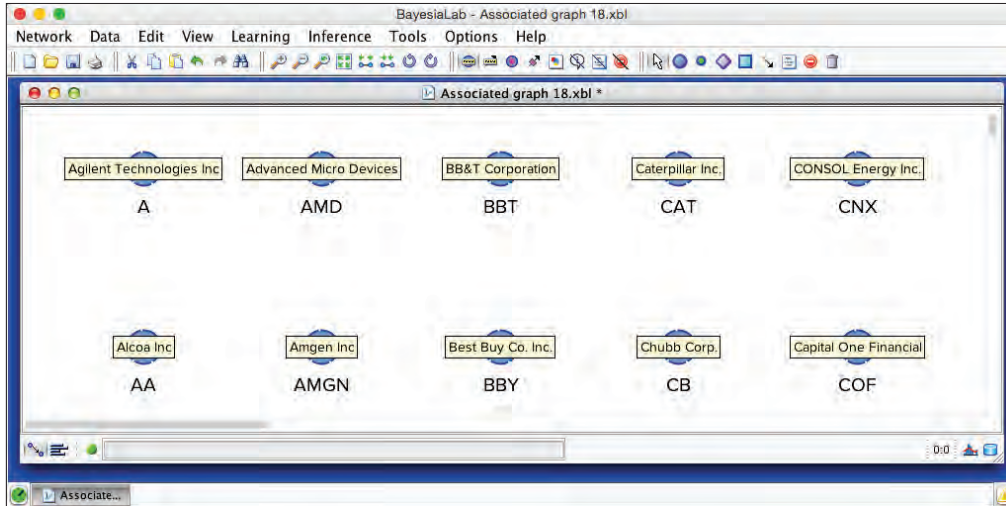 BayesiaLab - Associated graph 18.xbl
Network Data Edit View Learning Inference Tools Options Help
Associated graph 18.xbl *
Agilent Technologies Inc Advanced Micro Devices BB&T Corporation Caterpillar Inc. CONSOL Energy Inc.
A AMD BBT CAT CNX
Alcoa Inc Amgen Inc Best Buy Co. Inc. Chubb Corp. Capital One Financial
AA AMGN BBY CB COF
0:0
Associate...